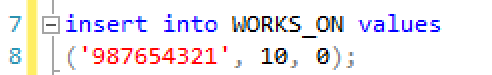 7 insert into WORKS_ON values
8 ('987654321', 10, 0);